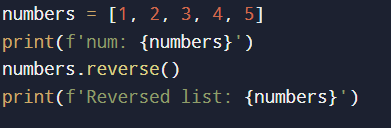 numbers = [1, 2, 3, 4, 5]
print(f'num: {numbers}')
numbers.reverse()
print(f'Reversed list: {numbers}')